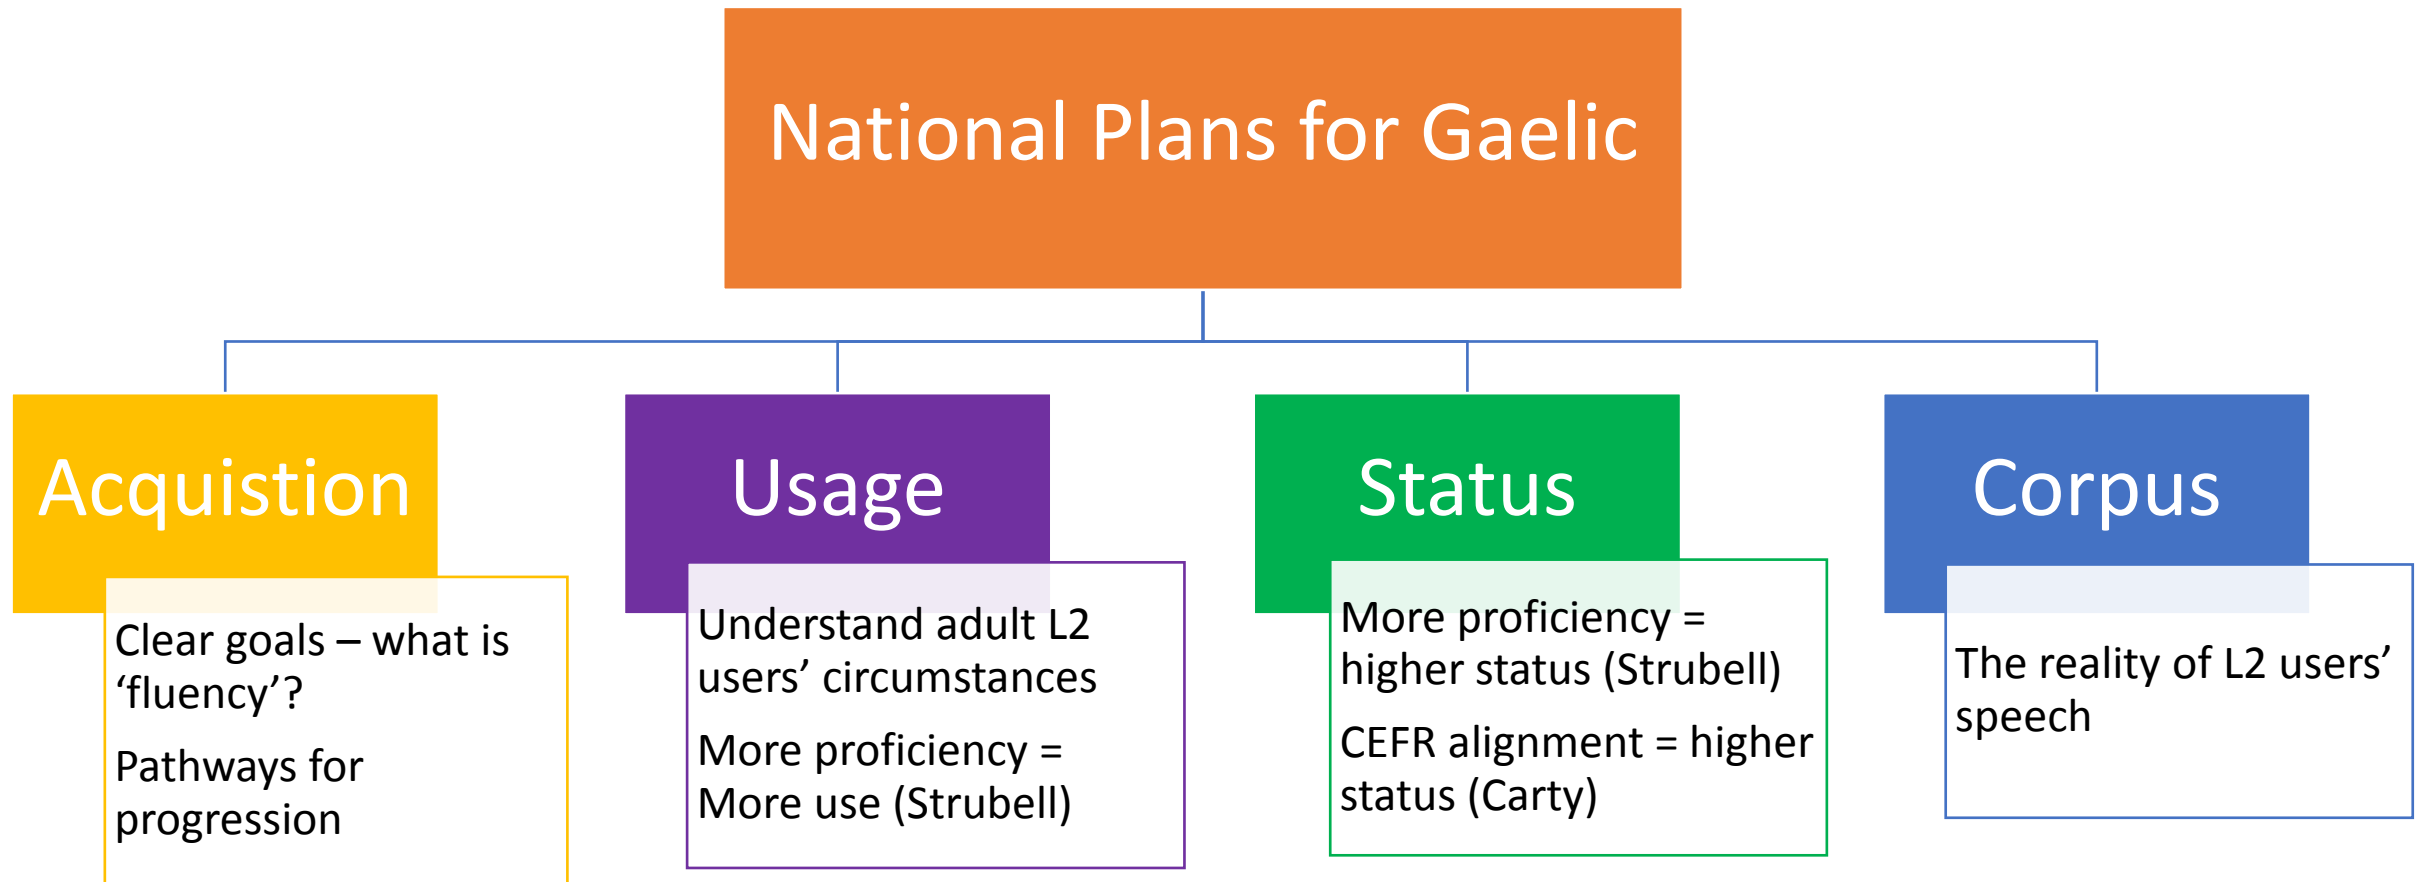 National Plans for Gaelic
Acquistion
Clear goals – what is
‘fluency’?
Pathways for
progression
Usage
Understand adult L2
users’ circumstances
More proficiency =
More use (Strubell)
Status
More proficiency =
higher status (Strubell)
CEFR alignment = higher
status (Carty)
Corpus
The reality of L2 users’
speech